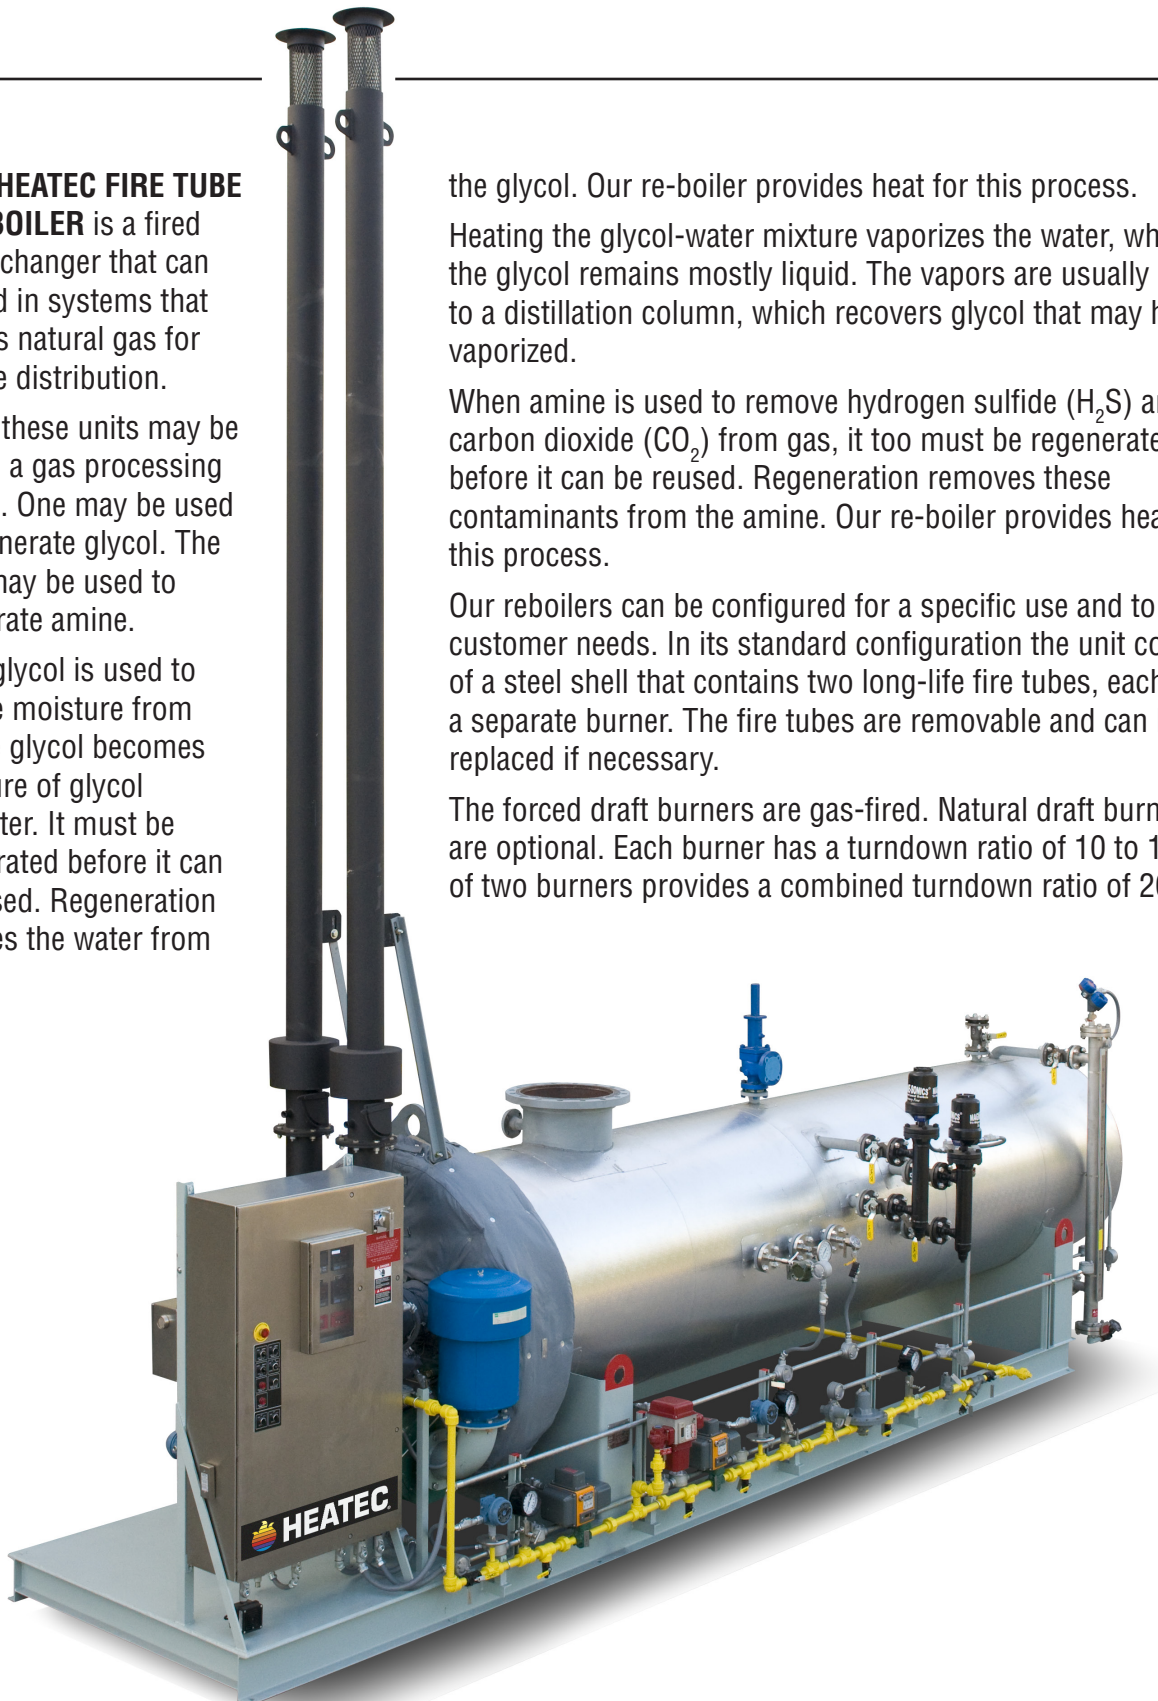 HEATEC FIRE TUBE
BOILER is a fired
changer that can
d in systems that
s natural gas for
e distribution.
these units may be
a gas processing
. One may be used
nerate glycol. The
may be used to
rate amine.
glycol is used to
e moisture from
glycol becomes
ure of glycol
ter. It must be
rated before it can
sed. Regeneration
es the water from
the glycol. Our re-boiler provides heat for this process.
Heating the glycol-water mixture vaporizes the water, wh
the glycol remains mostly liquid. The vapors are usually
to a distillation column, which recovers glycol that may h
vaporized.
When amine is used to remove hydrogen sulfide (H₂S) a
carbon dioxide (CO₂) from gas, it too must be regenerate
before it can be reused. Regeneration removes these
contaminants from the amine. Our re-boiler provides hea
this process.
Our reboilers can be configured for a specific use and to
customer needs. In its standard configuration the unit co
of a steel shell that contains two long-life fire tubes, each
a separate burner. The fire tubes are removable and can
replaced if necessary.
The forced draft burners are gas-fired. Natural draft burn
are optional. Each burner has a turndown ratio of 10 to 1
of two burners provides a combined turndown ratio of 20
HEATEC